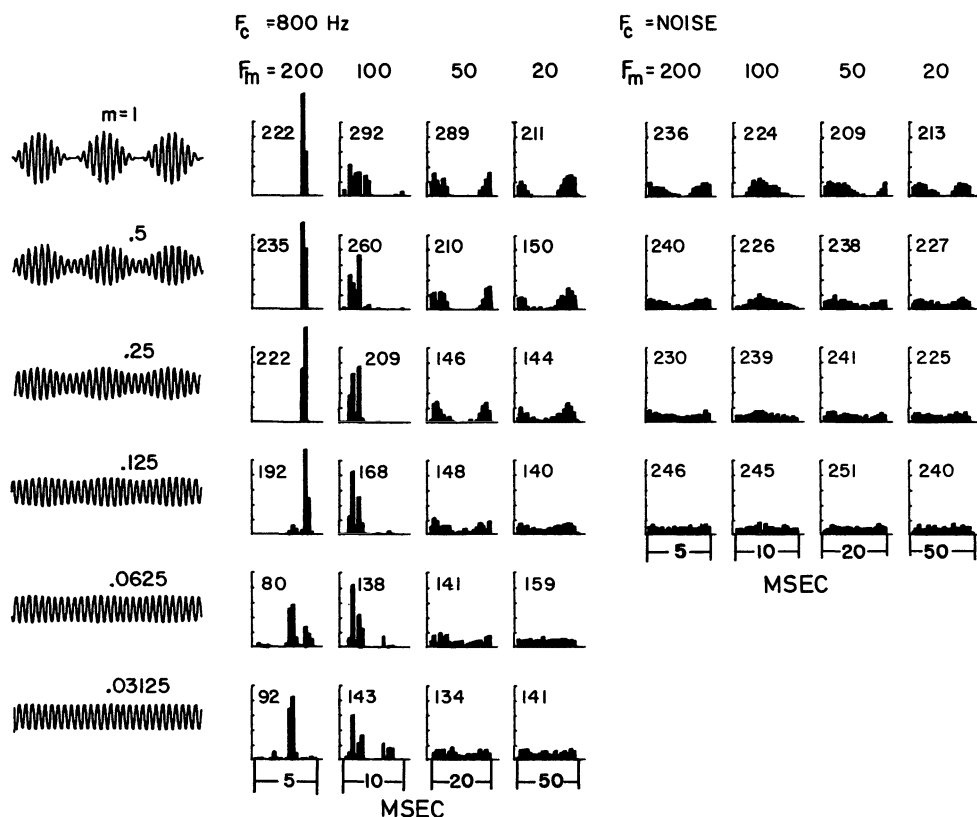 Fc =800 Hz Fc =NOISE
Fm =200 100 50 20 Fm =200 100 50 20
m=1 222 292 289 211 236 224 209 213
.5 235 260 210 150 240 226 238 227
.25 222 209 146 144 230 239 241 225
.125 192 168 148 140 246 245 251 240
5 10 20 50
MSEC
.0625 80 138 141 159
.03125 92 143 134 141
5 10 20 50
MSEC